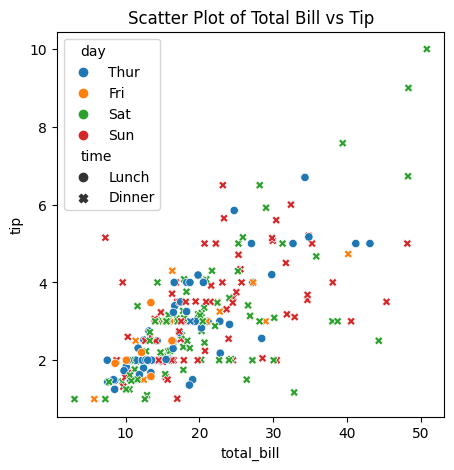 Scatter Plot of Total Bill vs Tip
day
Thur
Fri
Sat
Sun
time
Lunch
Dinner
10
8
6
4
2
tip
10
20
30
40
50
total_bill